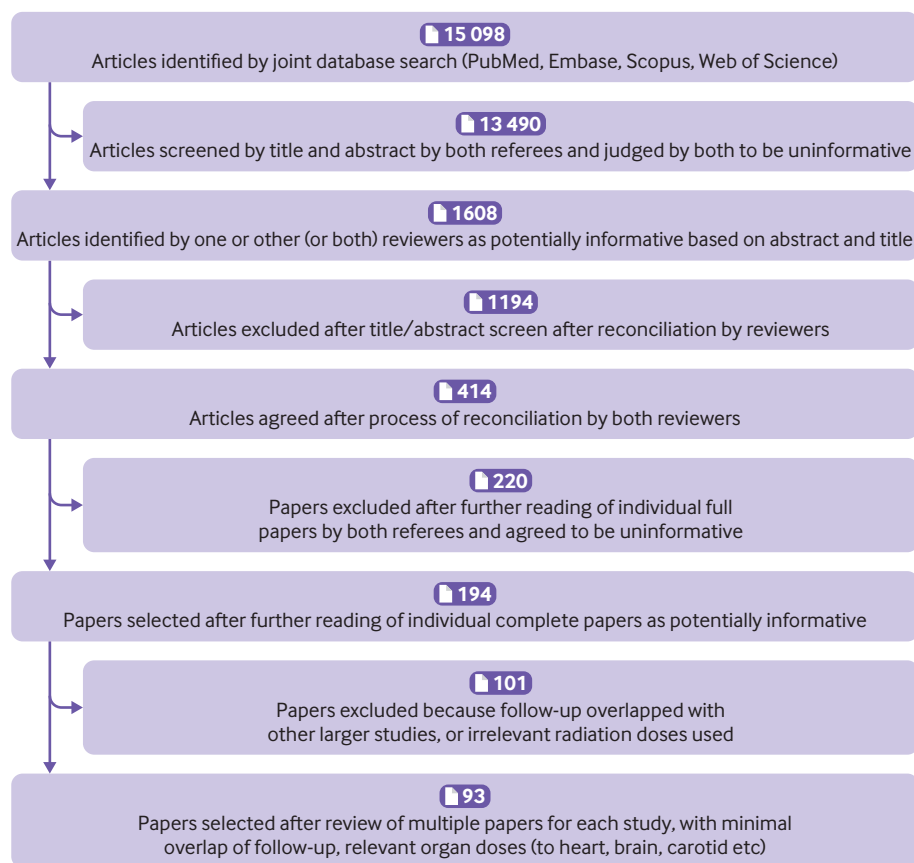 15 098
Articles identified by joint database search (PubMed, Embase, Scopus, Web of Science)
13 490
Articles screened by title and abstract by both referees and judged by both to be uninformative
1608
Articles identified by one or other (or both) reviewers as potentially informative based on abstract and title
1194
Articles excluded after title/abstract screen after reconciliation by reviewers
414
Articles agreed after process of reconciliation by both reviewers
220
Papers excluded after further reading of individual full
papers by both referees and agreed to be uninformative
194
Papers selected after further reading of individual complete papers as potentially informative
101
Papers excluded because follow-up overlapped with
other larger studies, or irrelevant radiation doses used
93
Papers selected after review of multiple papers for each study, with minimal
overlap of follow-up, relevant organ doses (to heart, brain, carotid etc)